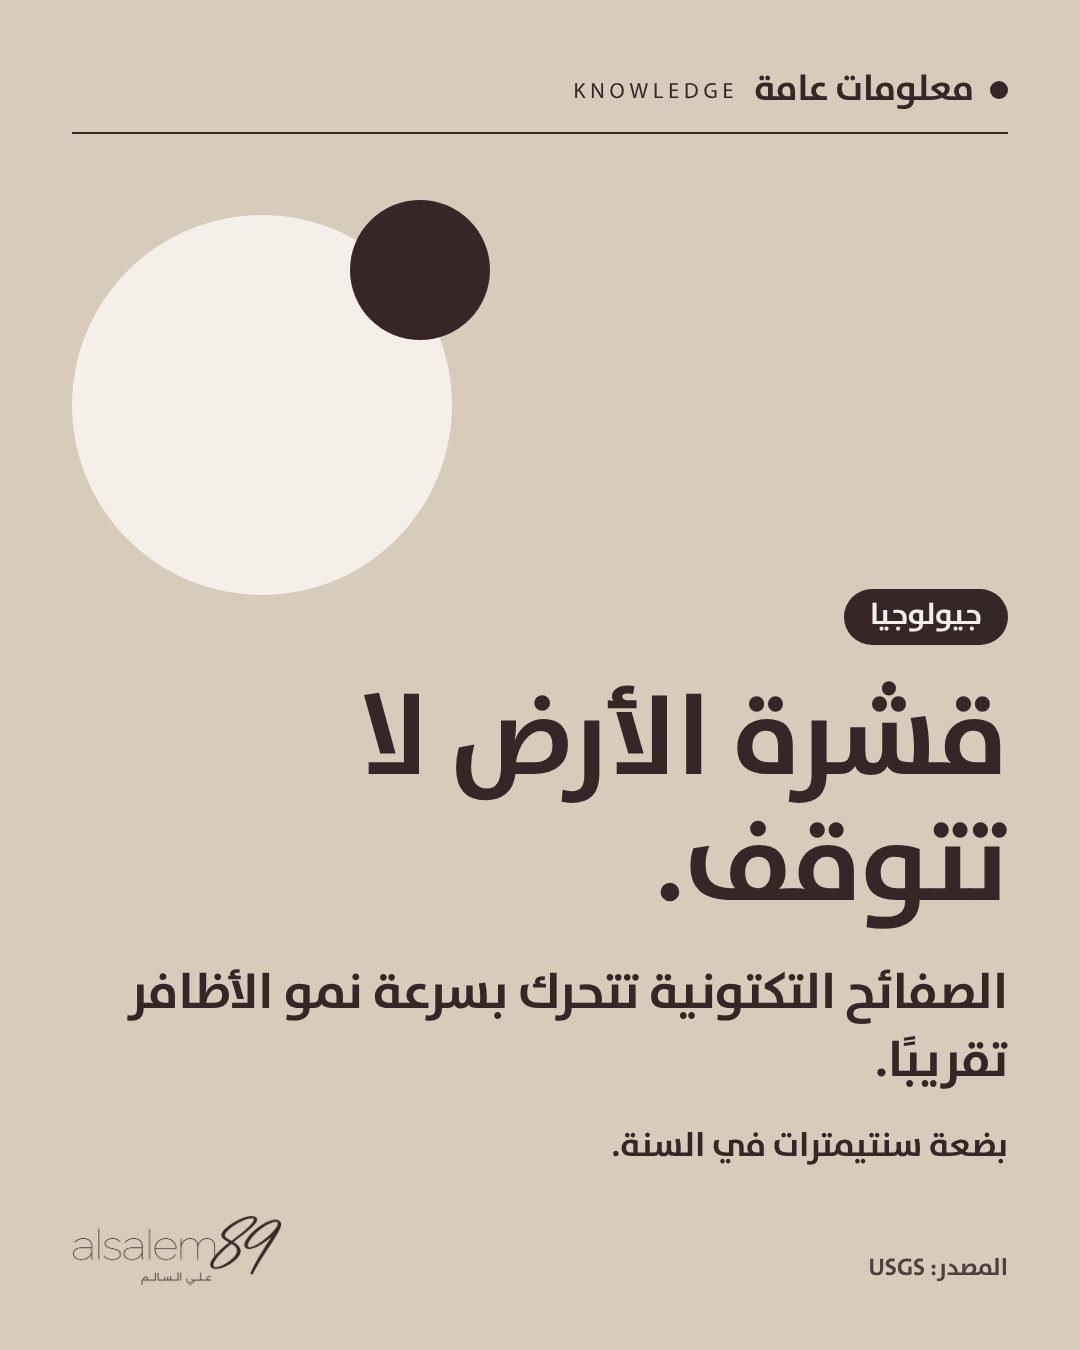 معلومات عامة KNOWLEDGE
جيولوجيا
قشرة الأرض لا
تتوقف.
الصفائح التكتونية تتحرك بسرعة نمو الأظافر
تقريبًا.
بضعة سنتيمترات في السنة.
المصدر: USGS
alsalem89
علي السالم